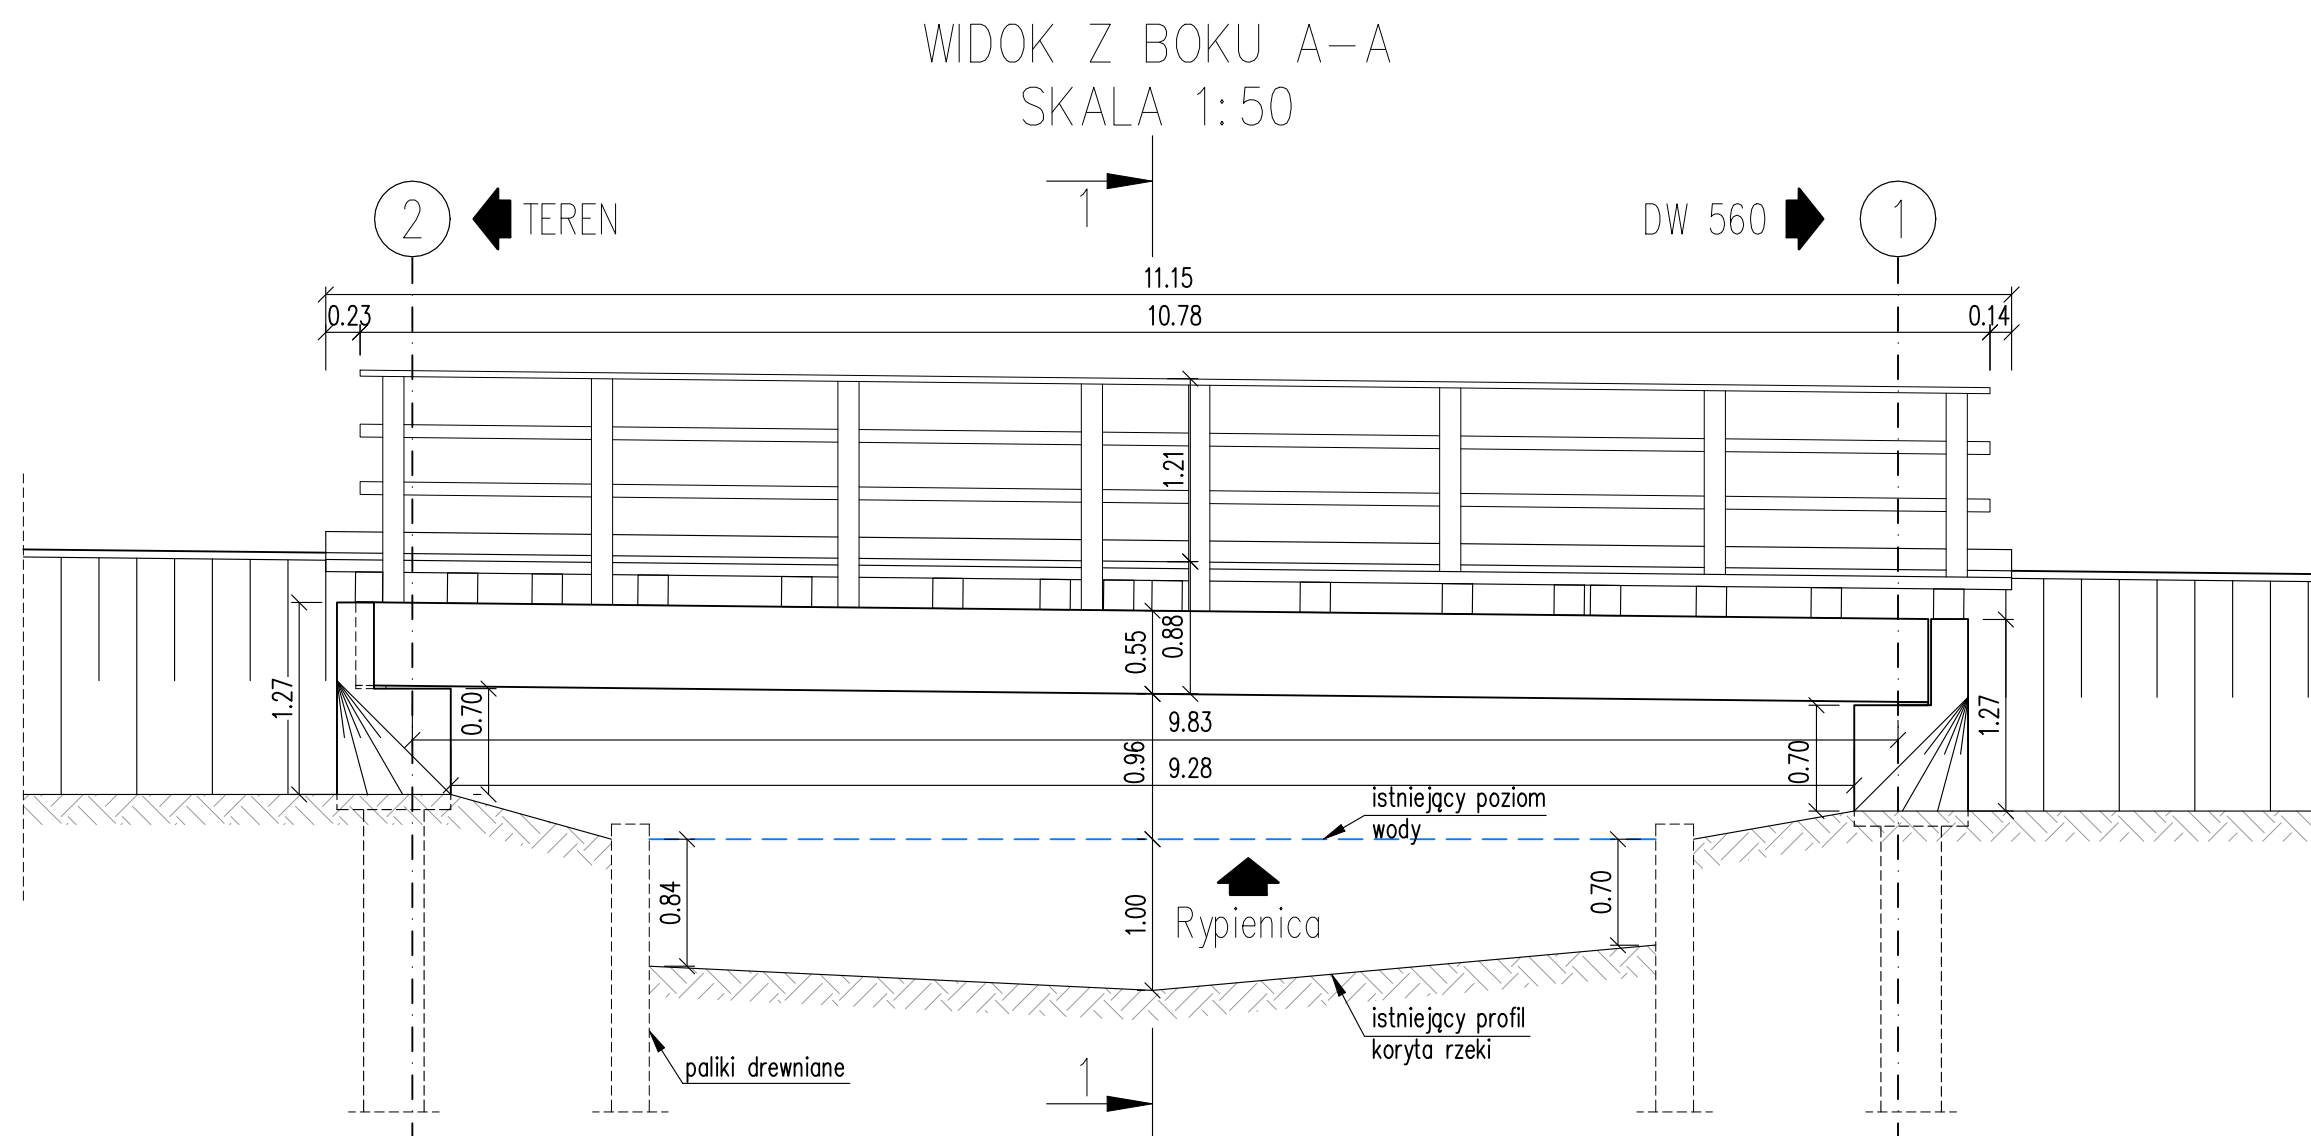 WIDOK Z BOKU A-A
SKALA 1:50
1
2
TEREN
DW 560
1
11.15
0.23
10.78
0.14
1.21
0.55
0.88
1.27
0.70
9.83
0.96
9.28
0.70
1.27
istniejący poziom
wody
0.84
1.00
Rypienica
0.70
istniejący profil
koryta rzeki
paliki drewniane
1